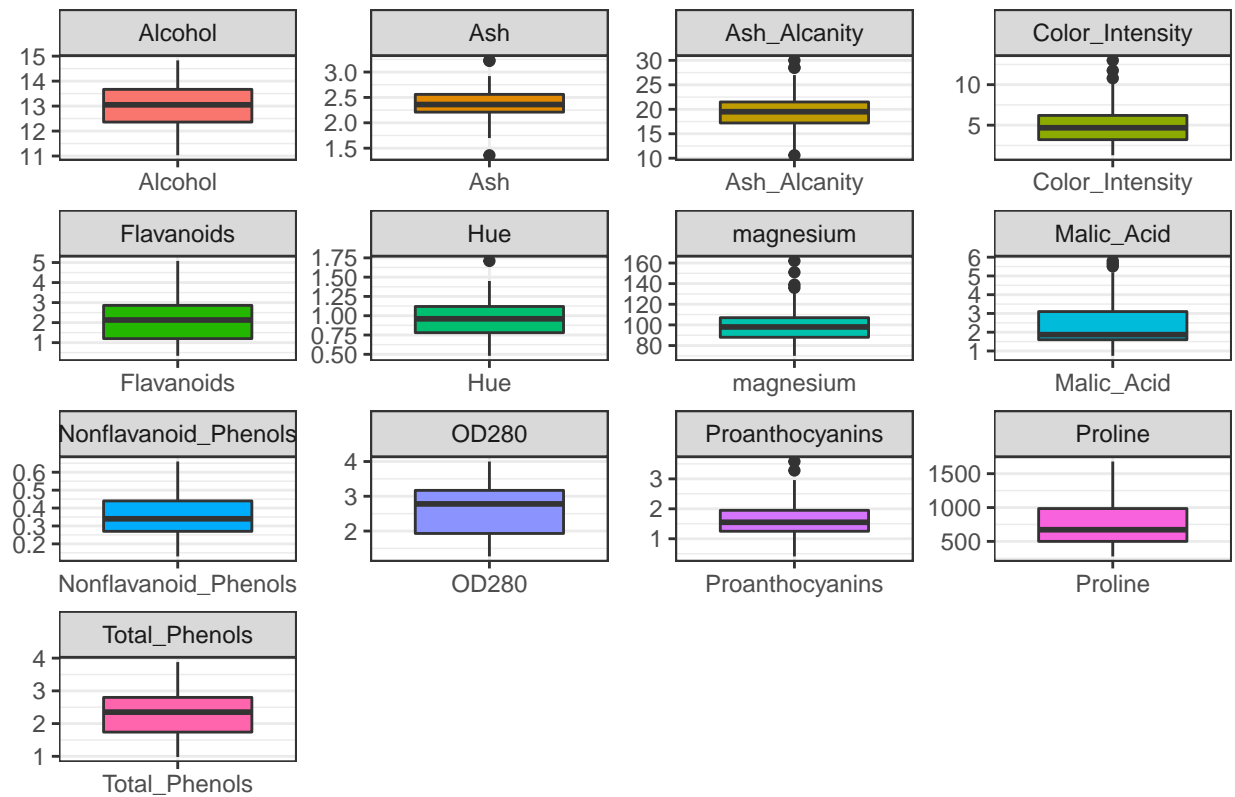 Alcohol
15
14
13
12
11
Alcohol
Ash
3.0
2.5
2.0
1.5
Ash
Ash_Alcanity
30
25
20
15
10
Ash_Alcanity
Color_Intensity
10
5
Color_Intensity
Flavanoids
5
4
3
2
1
Flavanoids
Hue
1.75
1.50
1.25
1.00
0.75
0.50
Hue
magnesium
160
140
120
100
80
magnesium
Malic_Acid
6
5
4
3
2
1
Malic_Acid
Nonflavanoid_Phenols
0.6
0.5
0.4
0.3
0.2
Nonflavanoid_Phenols
OD280
4
3
2
OD280
Proanthocyanins
3
2
1
Proanthocyanins
Proline
1500
1000
500
Proline
Total_Phenols
4
3
2
1
Total_Phenols